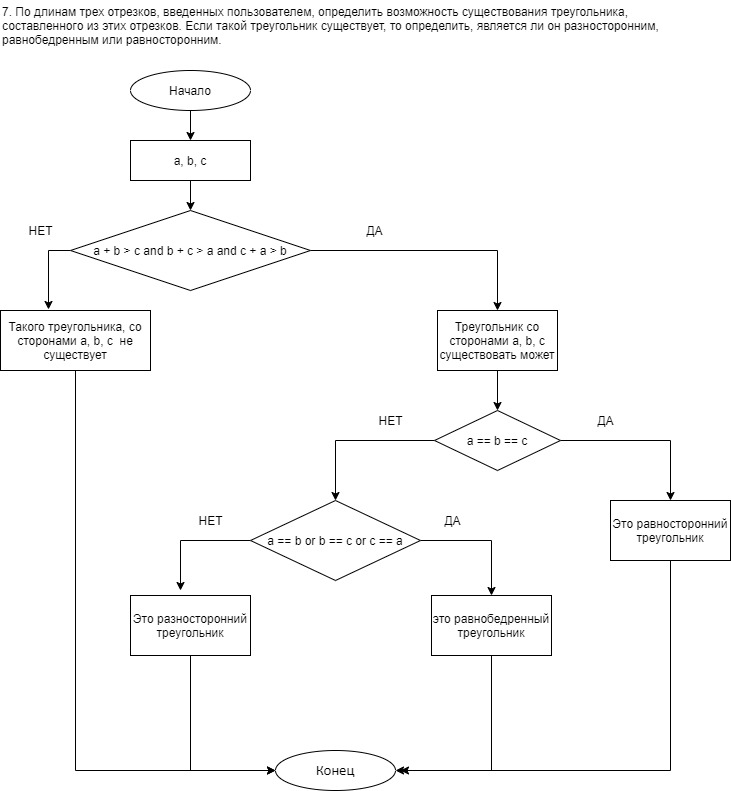 7. По длинам трех отрезков, введенных пользователем, определить возможность существования треугольника,
составленного из этих отрезков. Если такой треугольник существует, то определить, является ли он разносторонним,
равнобедренным или равносторонним.
Начало
a, b, c
НЕТ
ДА
a + b > c and b + c > a and c + a > b
Такого треугольника, со
сторонами a, b, c не
существует
Треугольник со
сторонами a, b, c
существовать может
НЕТ
ДА
a == b == c
НЕТ
ДА
a == b or b == c or c == a
Это равносторонний
треугольник
Это разносторонний
треугольник
это равнобедренный
треугольник
Конец